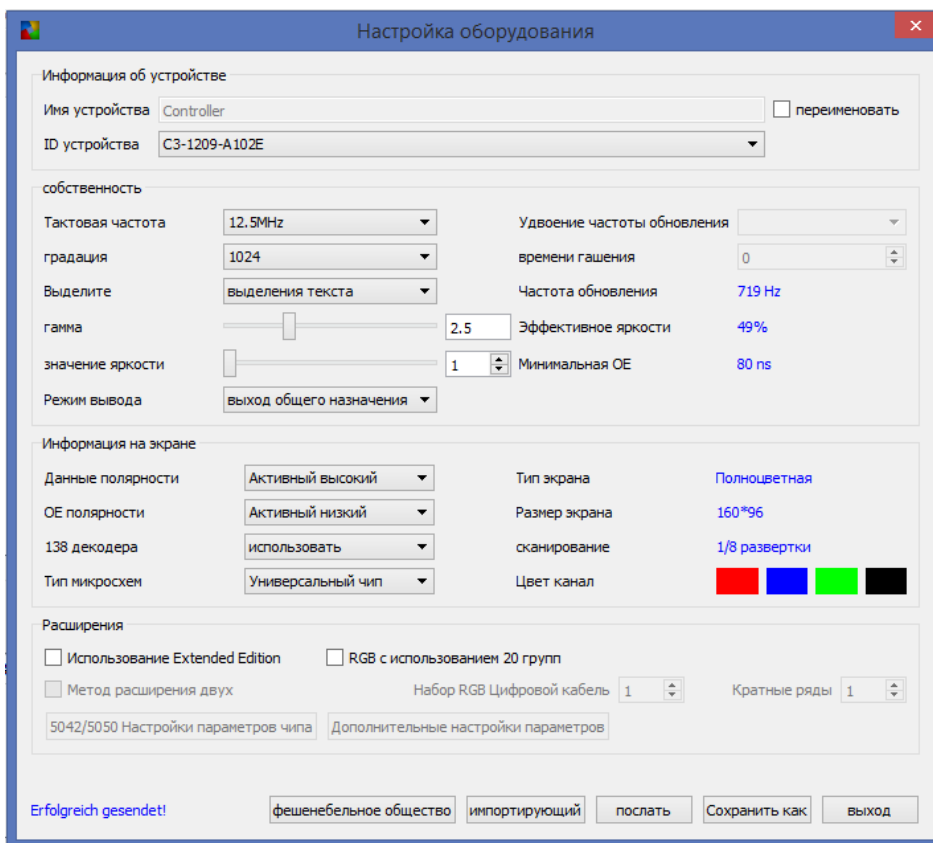 Настройка оборудования
Информация об устройстве
Имя устройства Controller переименовать
ID устройства C3-1209-A102E
собственность
Тактовая частота 12.5MHz Удвоение частоты обновления
градация 1024 времени гашения 0
Выделите выделения текста Частота обновления 719 Hz
гамма 2.5 Эффективное яркости 49%
значение яркости 1 Минимальная OE 80 ns
Режим вывода выход общего назначения
Информация на экране
Данные полярности Активный высокий Тип экрана Полноцветная
OE полярности Активный низкий Размер экрана 160*96
138 декодера использовать сканирование 1/8 развертки
Тип микросхем Универсальный чип Цвет канал
Расширения
Использование Extended Edition RGB с использованием 20 групп
Метод расширения двух Набор RGB Цифровой кабель 1 Кратные ряды 1
5042/5050 Настройки параметров чипа Дополнительные настройки параметров
Erfolgreich gesendet! фешенебельное общество импортирующий послать Сохранить как выход